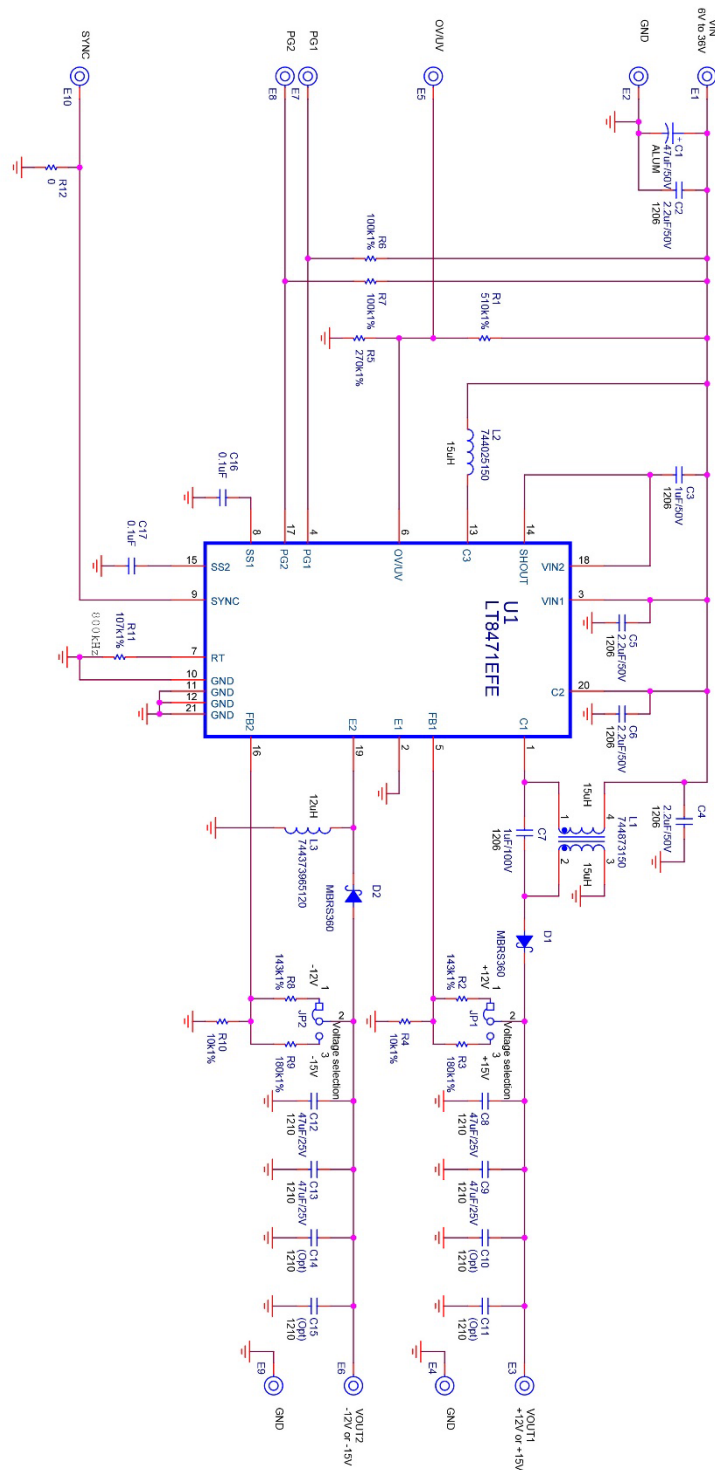 VIN
6V to 36V
E1
GND
E2
+
C1
47uF/50V
ALUM
C2
2.2uF/50V
1206
OV/UV
E5
PG1
E7
PG2
E8
SYNC
E10
R12
0
R6
100k1%
R7
100k1%
R1
510k1%
R5
270k1%
L2
744025150
15uH
C3
1uF/50V
1206
C16
0.1uF
C17
0.1uF
R11
107k1%
800kHz
U1
LT8471EFE
14
SHOUT
13
C3
6
OV/UV
4
PG1
17
PG2
8
SS1
18
VIN2
3
VIN1
20
C2
15
SS2
9
SYNC
7
RT
10
GND
11
GND
12
GND
21
GND
C1
1
FB1
5
E1
2
E2
19
FB2
16
C5
2.2uF/50V
1206
C6
2.2uF/50V
1206
C4
2.2uF/50V
1206
L1
744873150
15uH
15uH
1
4
2
3
C7
1uF/100V
1206
D1
MBRS360
L3
744373965120
12uH
D2
MBRS360
+12V
1
JP1
2
Voltage selection
3
+15V
R2
143k1%
R3
180k1%
R4
10k1%
-12V
1
JP2
2
Voltage selection
3
-15V
R8
143k1%
R9
180k1%
R10
10k1%
C8
47uF/25V
1210
C9
47uF/25V
1210
C10
(Opt)
1210
C11
(Opt)
1210
C12
47uF/25V
1210
C13
47uF/25V
1210
C14
(Opt)
1210
C15
(Opt)
1210
E3
VOUT1
+12V or +15V
E4
GND
E6
VOUT2
-12V or -15V
E9
GND